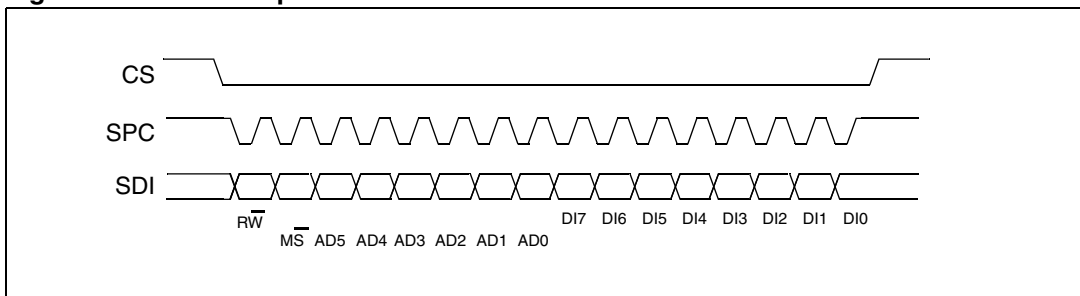 CS
SPC
SDI
RW̅ DI7 DI6 DI5 DI4 DI3 DI2 DI1 DI0
MS̅ AD5 AD4 AD3 AD2 AD1 AD0